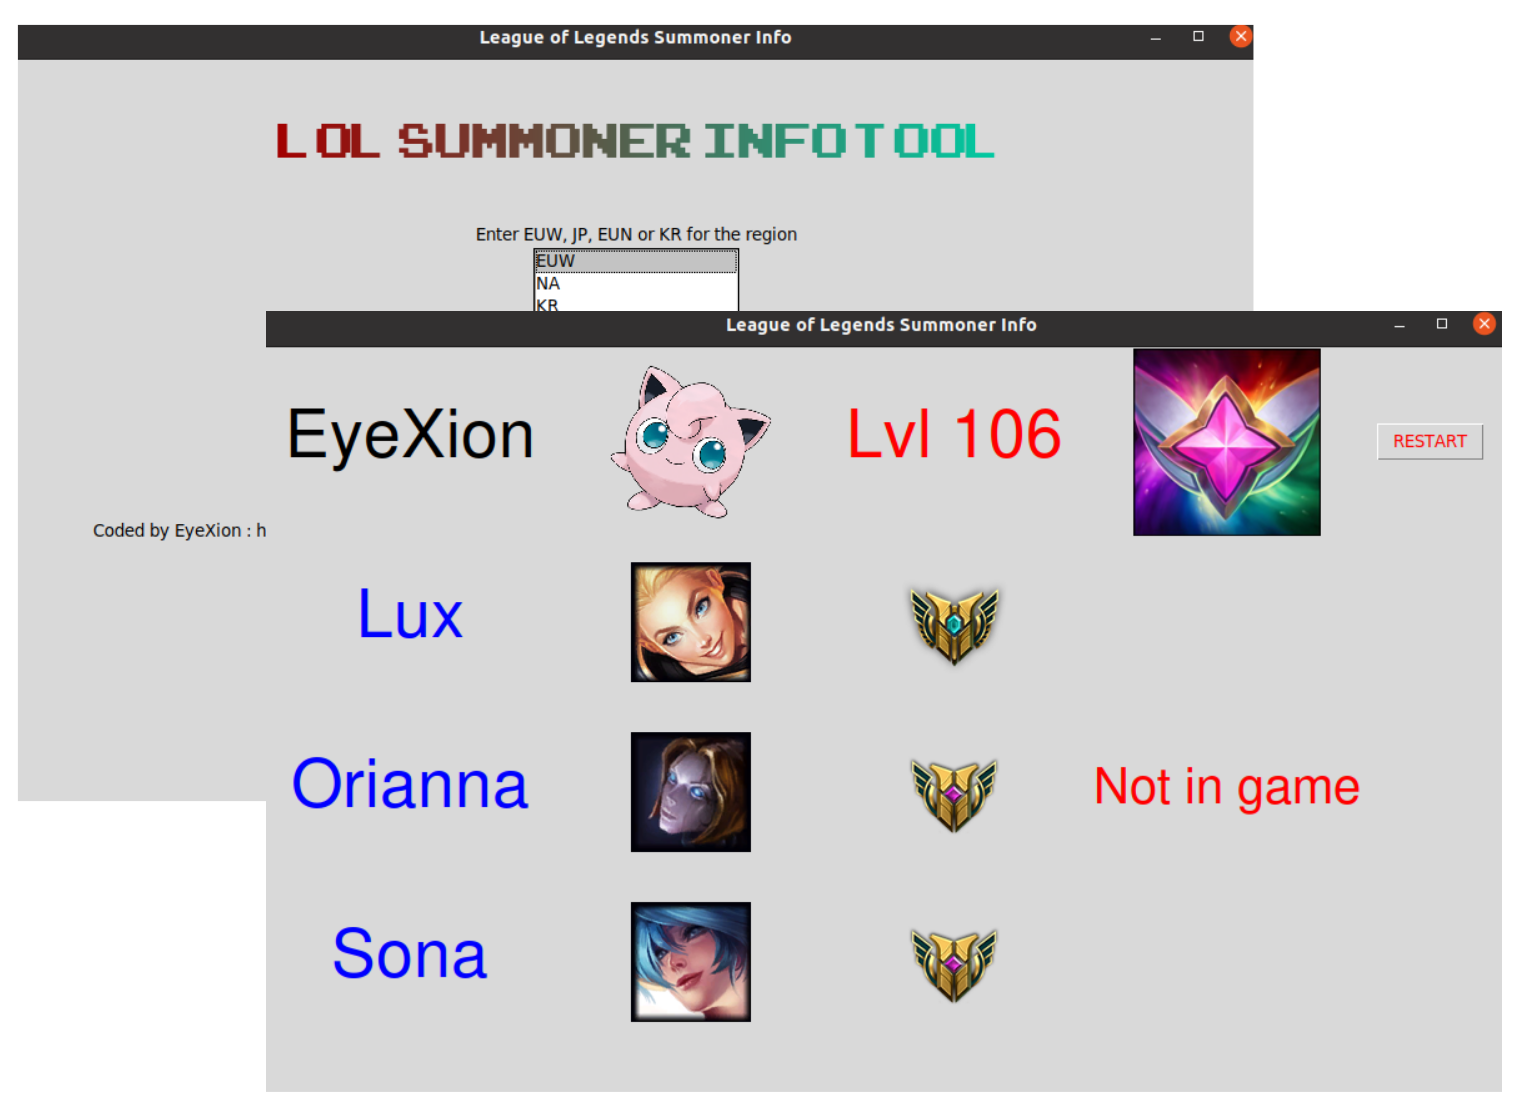 League of Legends Summoner Info
LOL SUMMONER INFO TOOL
Enter EUW, JP, EUN or KR for the region
EUW
NA
KR
Coded by EyeXion : h
League of Legends Summoner Info
EyeXion
Lvl 106
RESTART
Lux
Orianna
Not in game
Sona